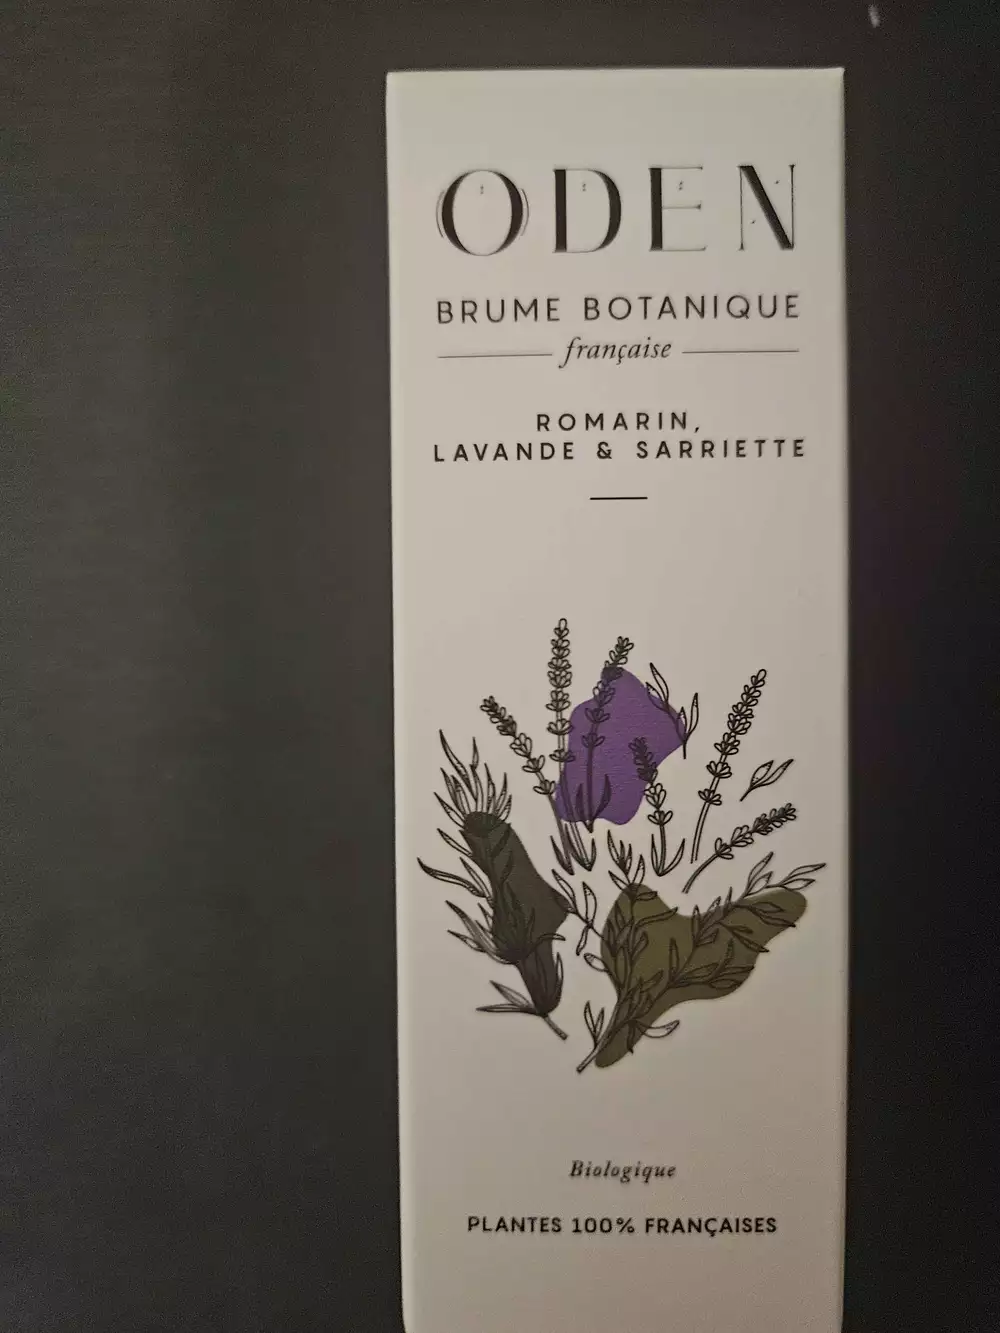 ODEN
BRUME BOTANIQUE
française
ROMARIN,
LAVANDE & SARRIETTE
Biologique
PLANTES 100% FRANÇAISES